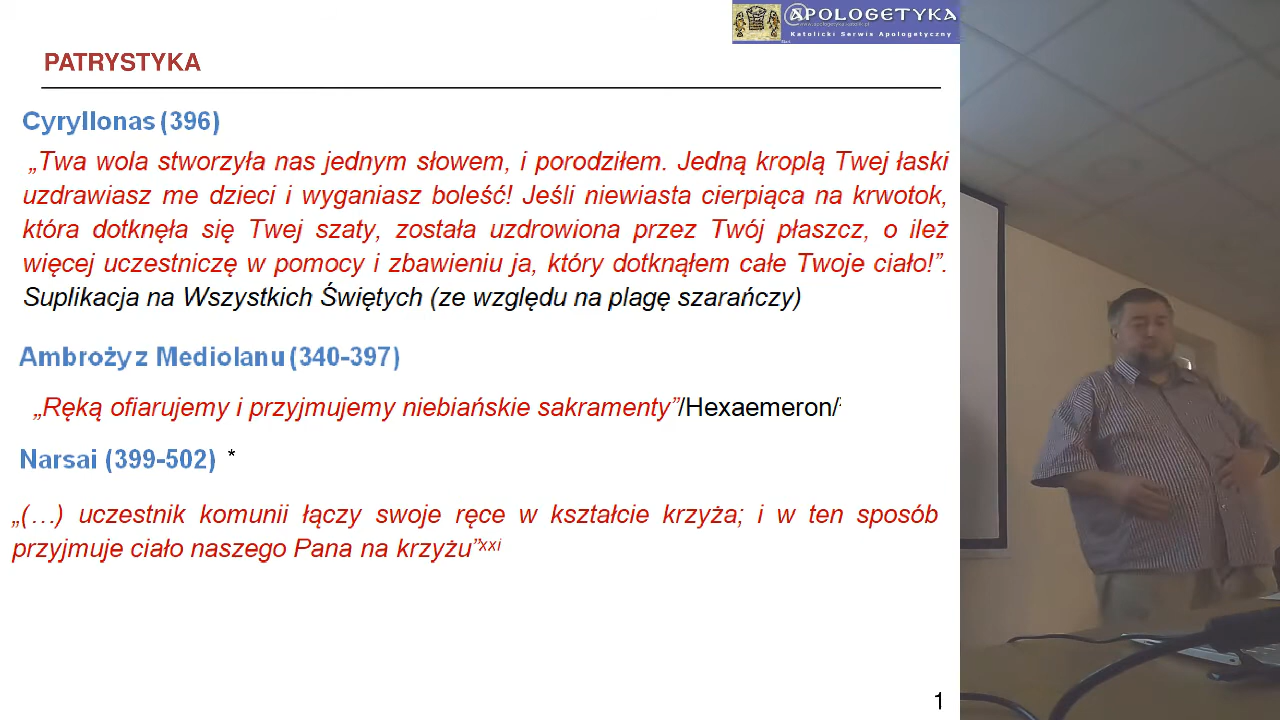 @APOLOGETYKA
Katolicki Serwis Apologetyczny
PATRYSTYKA
Cyryllonas (396)
„Twa wola stworzyła nas jednym słowem, i porodziłem. Jedną kroplą Twej łaski
uzdrawiasz me dzieci i wyganiasz boleść! Jeśli niewiasta cierpiąca na krwotok,
która dotknęła się Twej szaty, została uzdrowiona przez Twój płaszcz, o ileż
więcej uczestniczę w pomocy i zbawieniu ja, który dotknąłem całe Twoje ciało!”.
Suplikacja na Wszystkich Świętych (ze względu na plagę szarańczy)
Ambroży z Mediolanu (340-397)
„Ręką ofiarujemy i przyjmujemy niebiańskie sakramenty”/Hexaemeron/
Narsai (399-502) *
„(…) uczestnik komunii łączy swoje ręce w kształcie krzyża; i w ten sposób
przyjmuje ciało naszego Pana na krzyżu”xxi
1